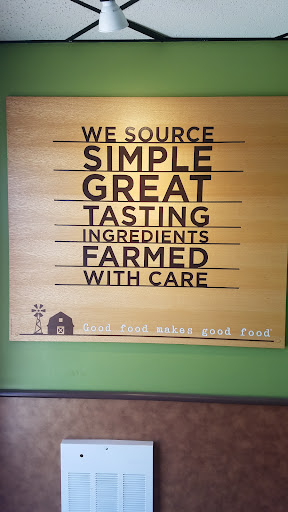 WE SOURCE
SIMPLE
GREAT
TASTING
INGREDIENTS
FARMED
WITH CARE
Good food makes good food